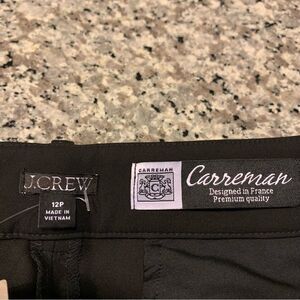 J.CREW
12P
MADE IN
VIETNAM
CARREMAN
C
Carreman
Designed in France
Premium quality